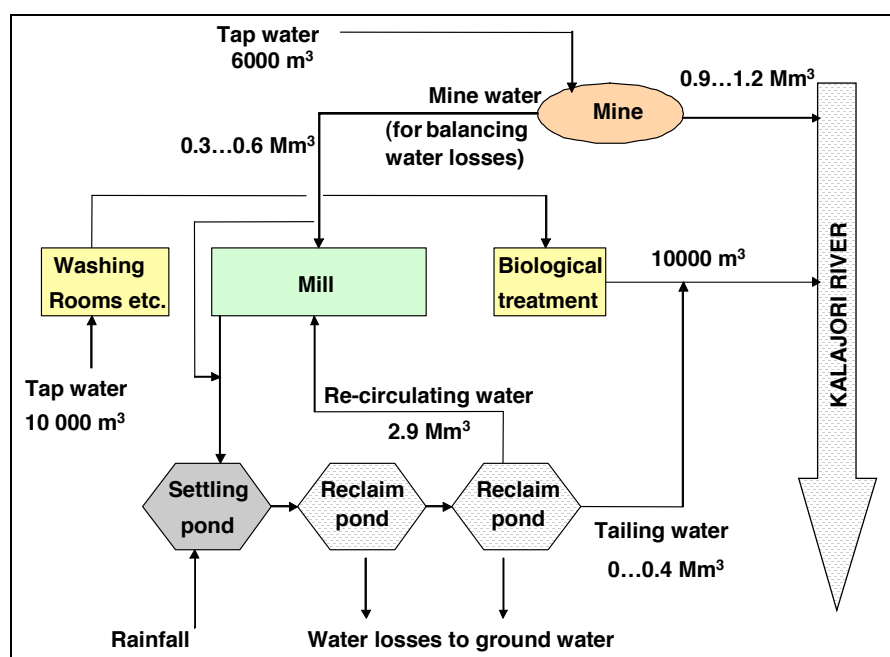 Tap water
6000 m³
0.9…1.2 Mm³
Mine water
Mine
(for balancing
water losses)
0.3…0.6 Mm³
Washing
Rooms etc.
Mill
Biological
treatment
10000 m³
KALAJORI RIVER
Tap water
10 000 m³
Re-circulating water
2.9 Mm³
Settling
pond
Reclaim
pond
Reclaim
pond
Tailing water
0…0.4 Mm³
Rainfall
Water losses to ground water